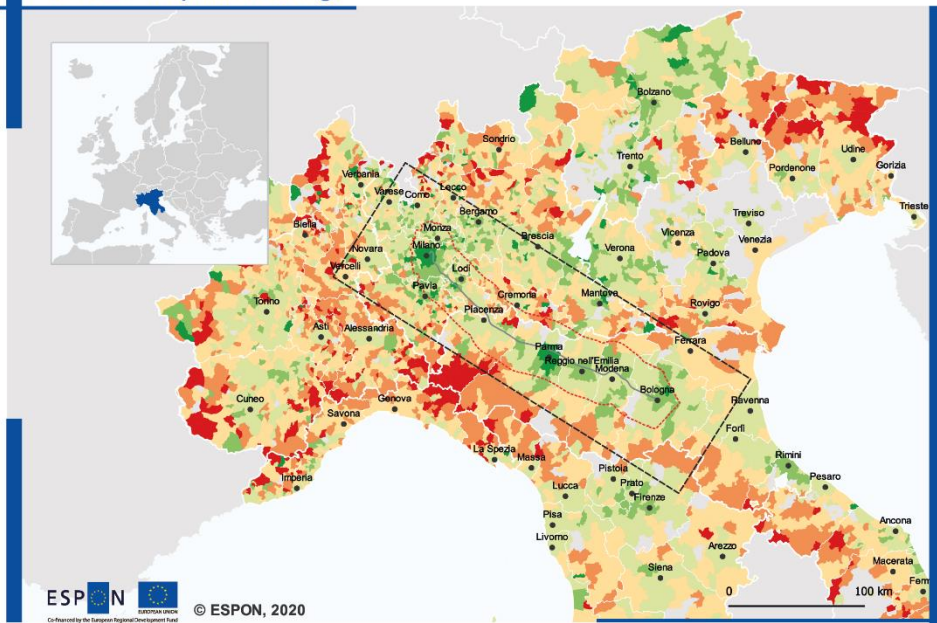 Bolzano
Sondrio
Trento
Belluno
Udine
Pordenone
Gorizia
Verbania
Varese
Como
Lecco
Bergamo
Trieste
Treviso
Biella
Monza
Milano
Brescia
Verona
Vicenza
Venezia
Padova
Novara
Vercelli
Lodi
Pavia
Cremona
Mantova
Rovigo
Torino
Piacenza
Asti
Alessandria
Parma
Ferrara
Reggio nell'Emilia
Modena
Bologna
Cuneo
Savona
Genova
Ravenna
Forlì
La Spezia
Massa
Pistoia
Rimini
Imperia
Lucca
Prato
Firenze
Pesaro
Pisa
Livorno
Ancona
Arezzo
Siena
Macerata
Ferm
0 100 km
ESPON
EUROPEAN UNION
Co-financed by the European Regional Development Fund
© ESPON, 2020